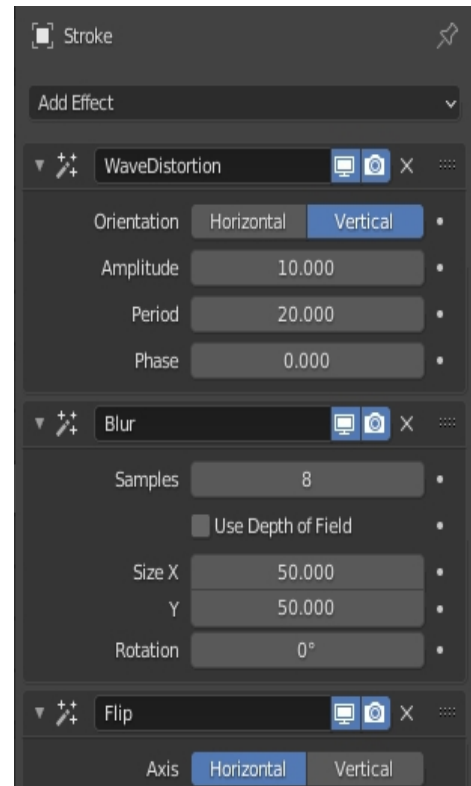 Stroke
Add Effect
WaveDistortion
Orientation Horizontal Vertical
Amplitude 10.000
Period 20.000
Phase 0.000
Blur
Samples 8
Use Depth of Field
Size X 50.000
Y 50.000
Rotation 0°
Flip
Axis Horizontal Vertical